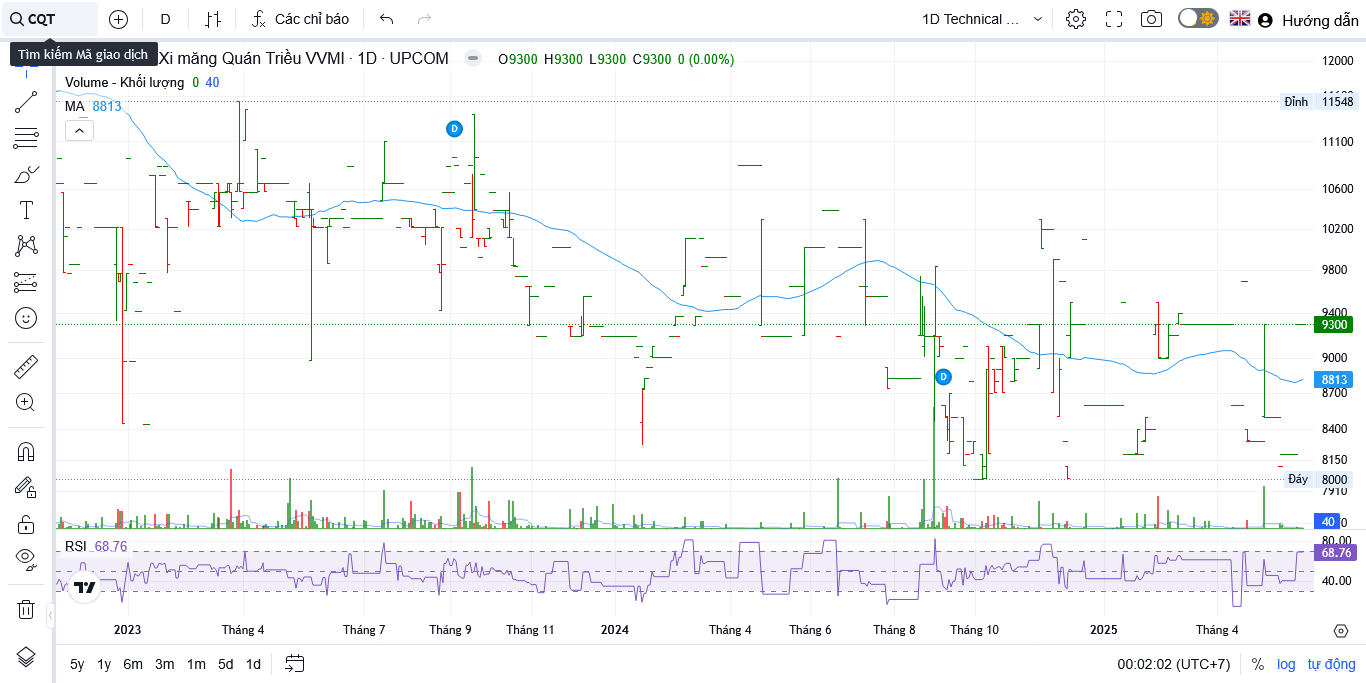 CQT
D
Các chỉ báo
1D Technical ...
Hướng dẫn
Tìm kiếm Mã giao dịch
Xi măng Quán Triều VVMI · 1D · UPCOM
O9300 H9300 L9300 C9300 0 (0.00%)
Volume - Khối lượng 0 40
MA 8813
12000
Đỉnh 11548
D
11100
10600
10200
9800
9400
9300
9000
D
8813
8700
8400
8150
Đáy 8000
7910
40
0
RSI 68.76
80.00
68.76
40.00
2023 Tháng 4 Tháng 7 Tháng 9 Tháng 11 2024 Tháng 4 Tháng 6 Tháng 8 Tháng 10 2025 Tháng 4
5y 1y 6m 3m 1m 5d 1d
00:02:02 (UTC+7)
% log tự động